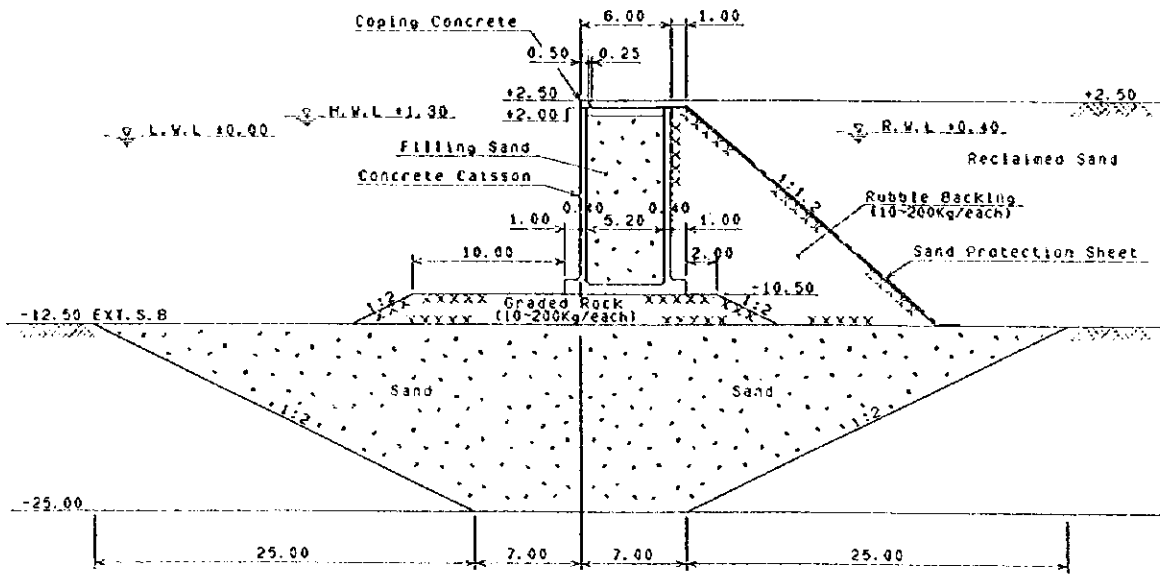 6.00
1.00
Coping Concrete
0.50
0.25
+2.50
+2.50
H.W.L +1.30
+2.00
L.W.L ±0.00
R.W.L +0.40
Filling Sand
Reclaimed Sand
Concrete Caisson
1:1.2
Rubble Backing
(10~200Kg/each)
1.00
0.40
5.20
0.40
1.00
10.00
2.00
Sand Protection Sheet
-10.50
1:2
Graded Rock
1:2
(10~200Kg/each)
-12.50 EXT.S.B
Sand
Sand
1:2
1:2
-25.00
25.00
7.00
7.00
25.00